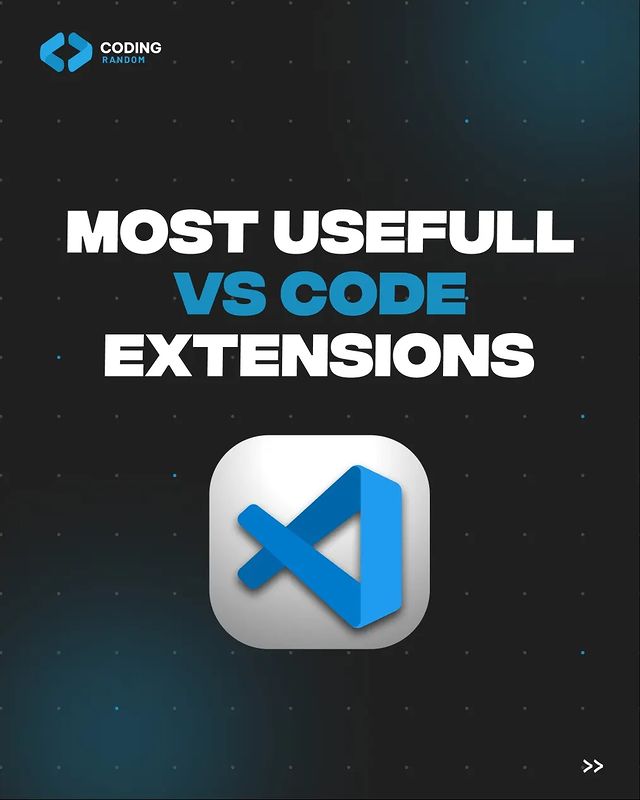 CODING
RANDOM
MOST USEFULL
VS CODE
EXTENSIONS
>>